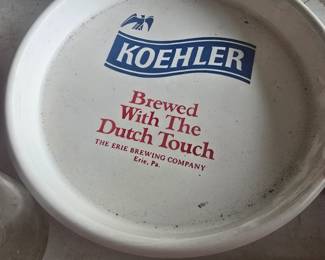 KOEHLER
Brewed
With The
Dutch Touch
THE ERIE BREWING COMPANY
Erie, Pa.